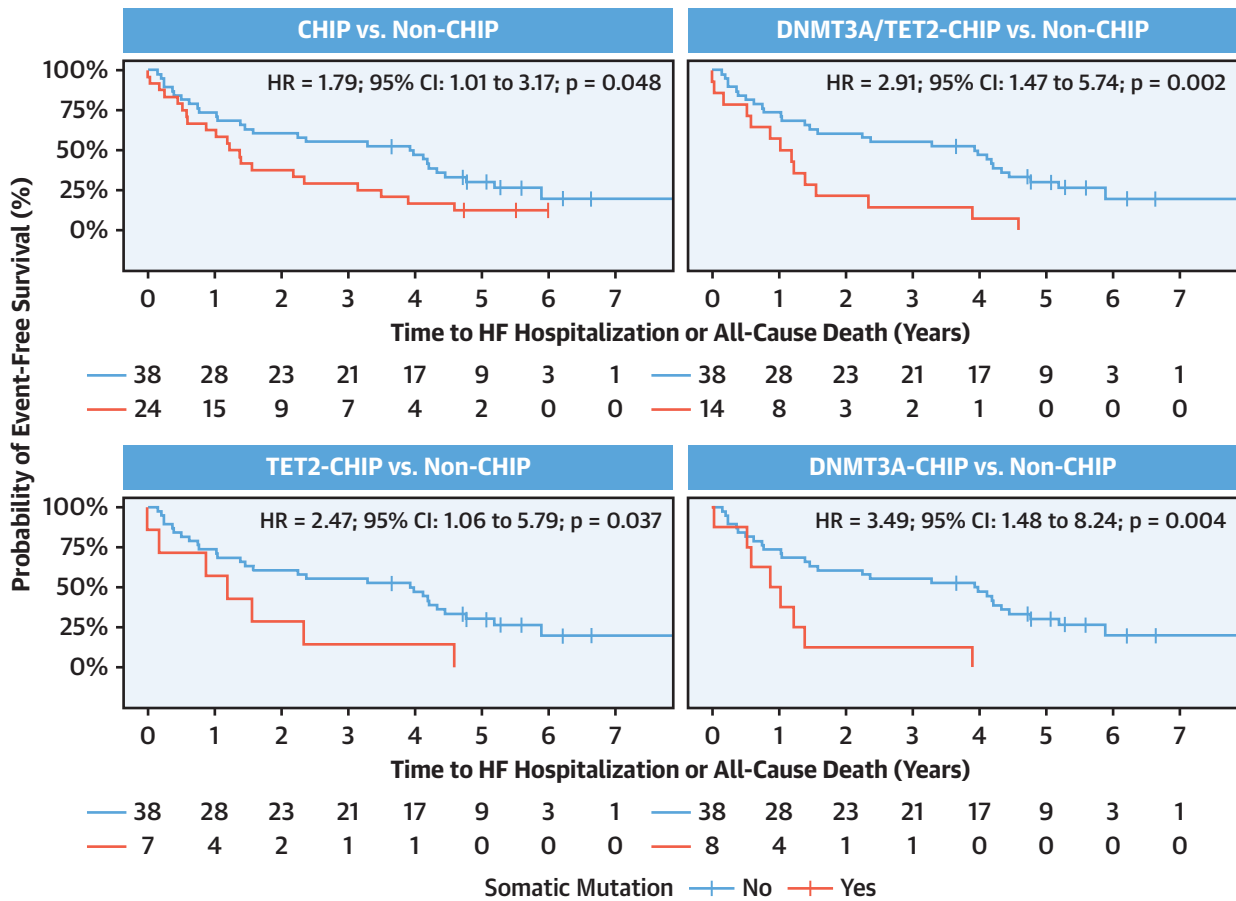 Probability of Event-Free Survival (%)
CHIP vs. Non-CHIP
DNMT3A/TET2-CHIP vs. Non-CHIP
100%
75%
50%
25%
0%
HR = 1.79; 95% CI: 1.01 to 3.17; p = 0.048
HR = 2.91; 95% CI: 1.47 to 5.74; p = 0.002
0 1 2 3 4 5 6 7 0 1 2 3 4 5 6 7
Time to HF Hospitalization or All-Cause Death (Years)
38 28 23 21 17 9 3 1 38 28 23 21 17 9 3 1
24 15 9 7 4 2 0 0 14 8 3 2 1 0 0 0
TET2-CHIP vs. Non-CHIP
DNMT3A-CHIP vs. Non-CHIP
100%
75%
50%
25%
0%
HR = 2.47; 95% CI: 1.06 to 5.79; p = 0.037
HR = 3.49; 95% CI: 1.48 to 8.24; p = 0.004
0 1 2 3 4 5 6 7 0 1 2 3 4 5 6 7
Time to HF Hospitalization or All-Cause Death (Years)
38 28 23 21 17 9 3 1 38 28 23 21 17 9 3 1
7 4 2 1 1 0 0 0 8 4 1 1 0 0 0 0
Somatic Mutation No Yes